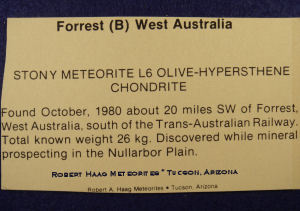 Forrest (B) West Australia
STONY METEORITE L6 OLIVE-HYPERSTHENE
CHONDRITE
Found October, 1980 about 20 miles SW of Forrest,
West Australia, south of the Trans-Australian Railway.
Total known weight 26 kg. Discovered while mineral
prospecting in the Nullarbor Plain.
Robert Haag Meteorites * Tucson, Arizona
Robert A. Haag Meteorites • Tucson, Arizona